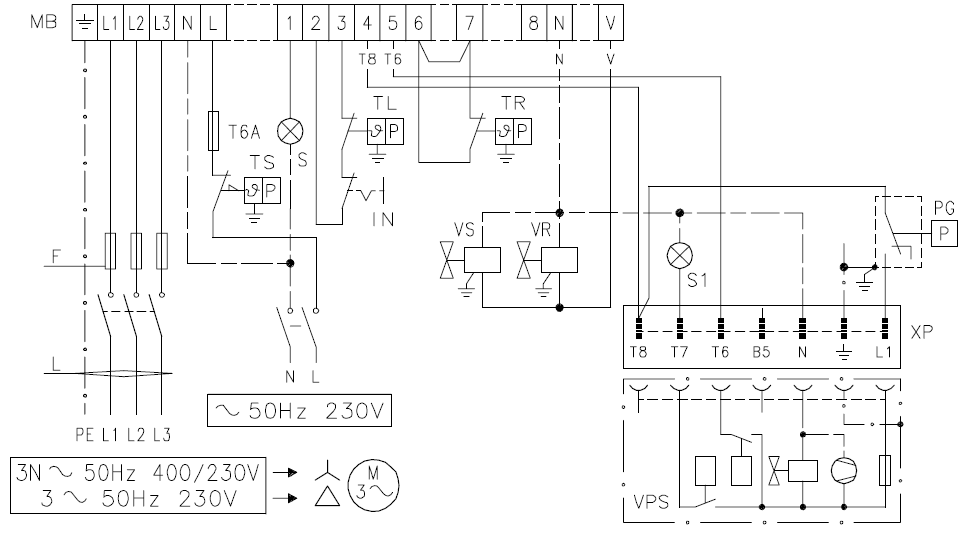 MB ⏚ L1 L2 L3 N L 1 2 3 4 5 6 7 8 N V
T8 T6 N V
T6A S TL ϑ P TR ϑ P
TS ϑ P
IN
PG P
VS VR
F
S1
XP
T8 T7 T6 B5 N ⏚ L1
L
N L
~ 50Hz 230V
PE L1 L2 L3
3N ~ 50Hz 400/230V
3 ~ 50Hz 230V
M
3~
VPS